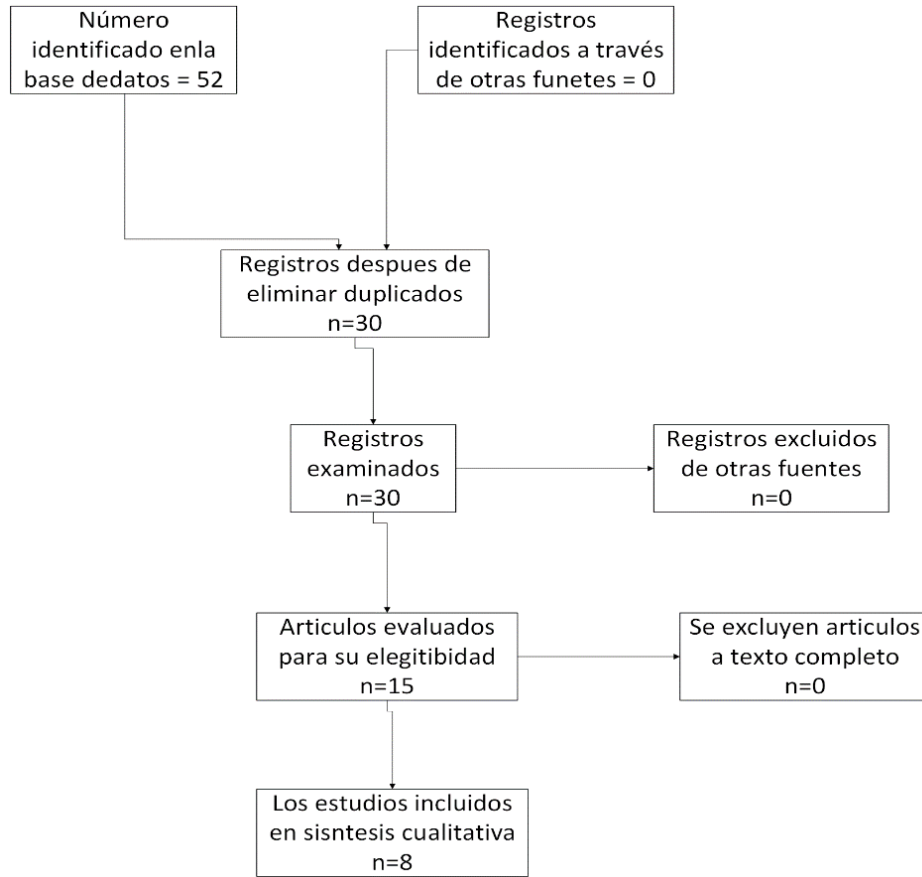 Número
identificado enla
base dedatos = 52
Registros
identificados a través
de otras funetes = 0
Registros despues de
eliminar duplicados
n=30
Registros
examinados
n=30
Registros excluidos
de otras fuentes
n=0
Articulos evaluados
para su elegitibidad
n=15
Se excluyen articulos
a texto completo
n=0
Los estudios incluidos
en sisntesis cualitativa
n=8